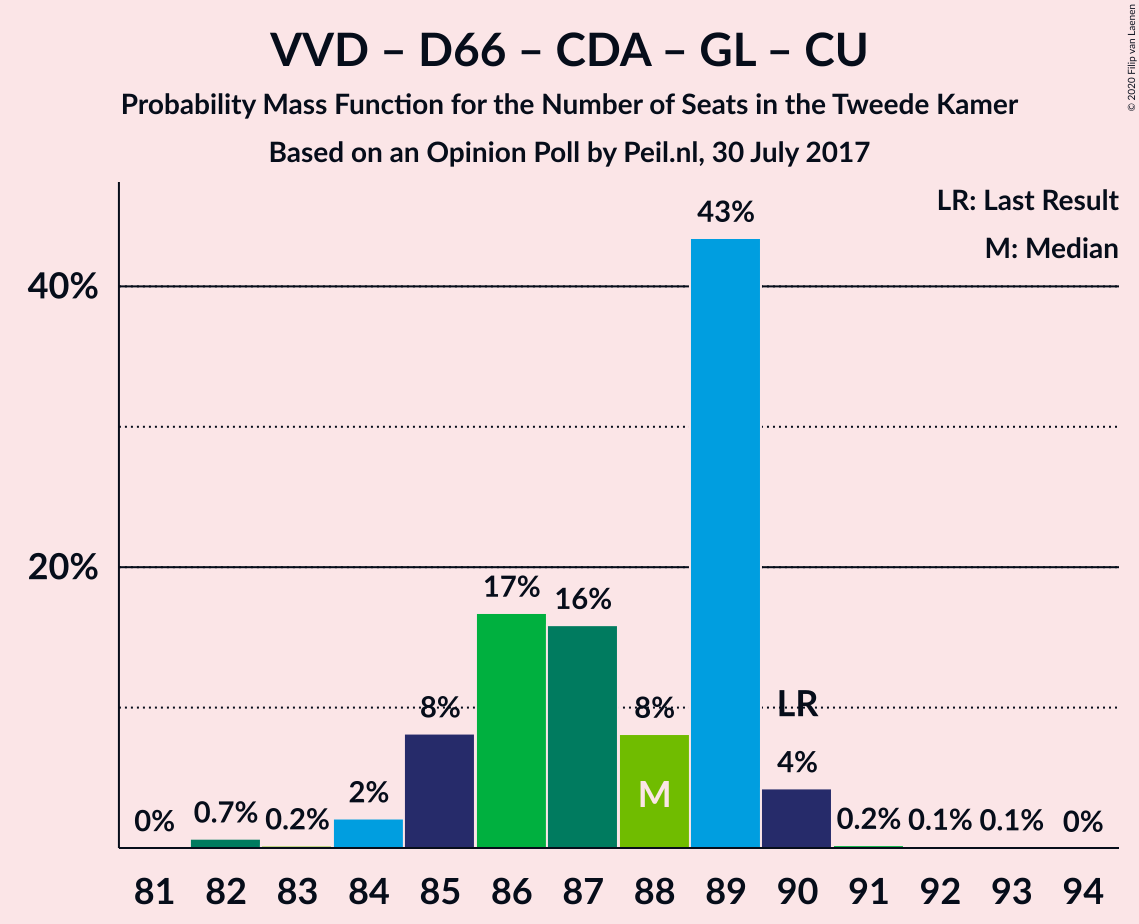 VVD – D66 – CDA – GL – CU
Probability Mass Function for the Number of Seats in the Tweede Kamer
Based on an Opinion Poll by Peil.nl, 30 July 2017
© 2020 Filip van Laenen
LR: Last Result
M: Median
43%
40%
20%
17%
16%
8%
8%
LR
4%
M
2%
0%
0.7%
0.2%
0.2%
0.1%
0.1%
0%
81 82 83 84 85 86 87 88 89 90 91 92 93 94